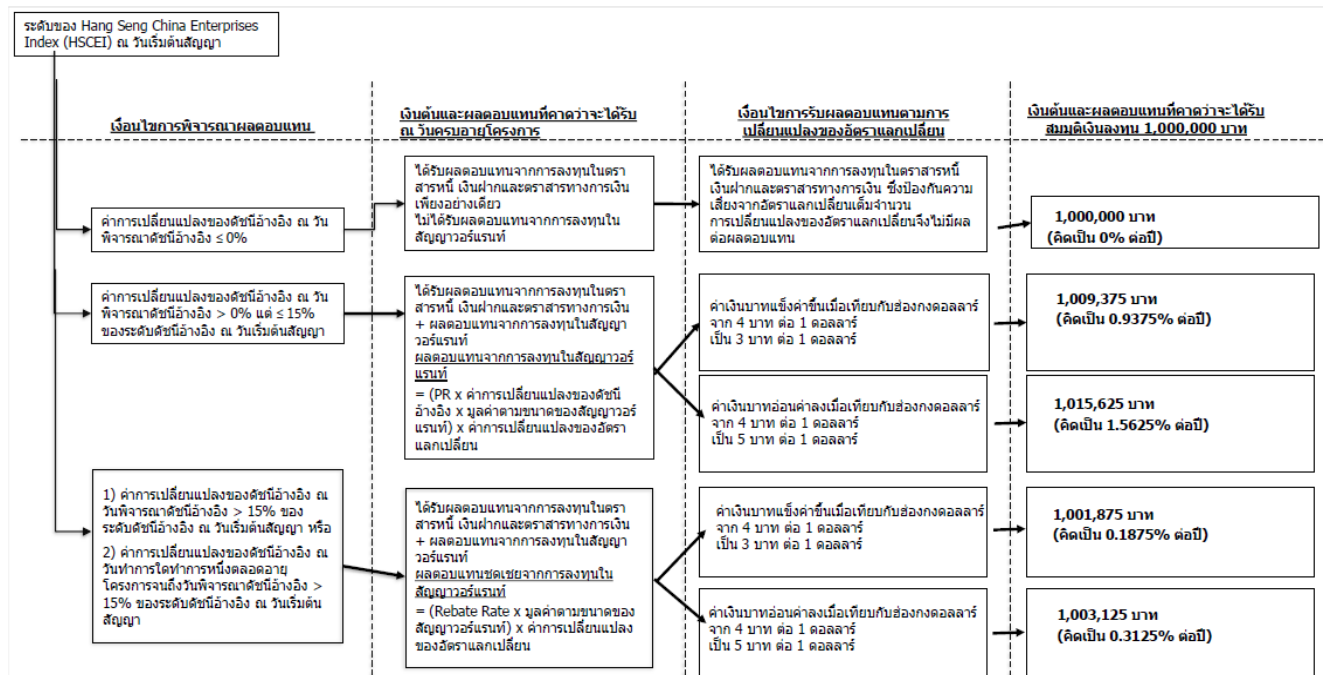 ระดับของ Hang Seng China Enterprises
Index (HSCEI) ณ วันเริ่มต้นสัญญา
เงื่อนไขการพิจารณาผลตอบแทน
เงินต้นและผลตอบแทนที่คาดว่าจะได้รับ
ณ วันครบอายุโครงการ
เงื่อนไขการรับผลตอบแทนตามการ
เปลี่ยนแปลงของอัตราแลกเปลี่ยน
เงินต้นและผลตอบแทนที่คาดว่าจะได้รับ
สมมุติเงินลงทน 1,000,000 บาท
ค่าการเปลี่ยนแปลงของดัชนีอ้างอิง ณ วัน
พิจารณาดัชนีอ้างอิง ≤ 0%
ได้รับผลตอบแทนจากการลงทุนในตรา
สารหนี้ เงินฝากและตราสารทางการเงิน
เพียงอย่างเดียว
ไม่ได้รับผลตอบแทนจากการลงทุนใน
สัญญาวอร์แรนท์
ได้รับผลตอบแทนจากการลงทุนในตราสารหนี้
เงินฝากและตราสารทางการเงิน ซึ่งป้องกันความ
เสี่ยงจากอัตราแลกเปลี่ยนเต็มจำนวน
การเปลี่ยนแปลงของอัตราแลกเปลี่ยนจึงไม่มีผล
ต่อผลตอบแทน
1,000,000 บาท
(คิดเป็น 0% ต่อปี)
ค่าการเปลี่ยนแปลงของดัชนีอ้างอิง ณ วัน
พิจารณาดัชนีอ้างอิง > 0% แต่ ≤ 15%
ของระดับดัชนีอ้างอิง ณ วันเริ่มต้นสัญญา
ได้รับผลตอบแทนจากการลงทุนในตรา
สารหนี้ เงินฝากและตราสารทางการเงิน
+ ผลตอบแทนจากการลงทุนในสัญญา
วอร์แรนท์
ผลตอบแทนจากการลงทุนในสัญญาวอร์
แรนท์
= (PR x ค่าการเปลี่ยนแปลงของดัชนี
อ้างอิง x มูลค่าตามขนาดของสัญญาวอร์
แรนท์) x ค่าการเปลี่ยนแปลงของอัตรา
แลกเปลี่ยน
ค่าเงินบาทแข็งค่าขึ้นเมื่อเทียบกับฮ่องกงดอลลาร์
จาก 4 บาท ต่อ 1 ดอลลาร์
เป็น 3 บาท ต่อ 1 ดอลลาร์
1,009,375 บาท
(คิดเป็น 0.9375% ต่อปี)
ค่าเงินบาทอ่อนค่าลงเมื่อเทียบกับฮ่องกงดอลลาร์
จาก 4 บาท ต่อ 1 ดอลลาร์
เป็น 5 บาท ต่อ 1 ดอลลาร์
1,015,625 บาท
(คิดเป็น 1.5625% ต่อปี)
1) ค่าการเปลี่ยนแปลงของดัชนีอ้างอิง ณ
วันพิจารณาดัชนีอ้างอิง > 15% ของ
ระดับดัชนีอ้างอิง ณ วันเริ่มต้นสัญญา หรือ
2) ค่าการเปลี่ยนแปลงของดัชนีอ้างอิง ณ
วันทำการใดทำการหนึ่งตลอดอายุ
โครงการจนถึงวันพิจารณาดัชนีอ้างอิง >
15% ของระดับดัชนีอ้างอิง ณ วันเริ่มต้น
สัญญา
ได้รับผลตอบแทนจากการลงทุนในตรา
สารหนี้ เงินฝากและตราสารทางการเงิน
+ ผลตอบแทนจากการลงทุนในสัญญา
วอร์แรนท์
ผลตอบแทนชดเชยจากการลงทุนใน
สัญญาวอร์แรนท์
= (Rebate Rate x มูลค่าตามขนาดของ
สัญญาวอร์แรนท์) x ค่าการเปลี่ยนแปลง
ของอัตราแลกเปลี่ยน
ค่าเงินบาทแข็งค่าขึ้นเมื่อเทียบกับฮ่องกงดอลลาร์
จาก 4 บาท ต่อ 1 ดอลลาร์
เป็น 3 บาท ต่อ 1 ดอลลาร์
1,001,875 บาท
(คิดเป็น 0.1875% ต่อปี)
ค่าเงินบาทอ่อนค่าลงเมื่อเทียบกับฮ่องกงดอลลาร์
จาก 4 บาท ต่อ 1 ดอลลาร์
เป็น 5 บาท ต่อ 1 ดอลลาร์
1,003,125 บาท
(คิดเป็น 0.3125% ต่อปี)